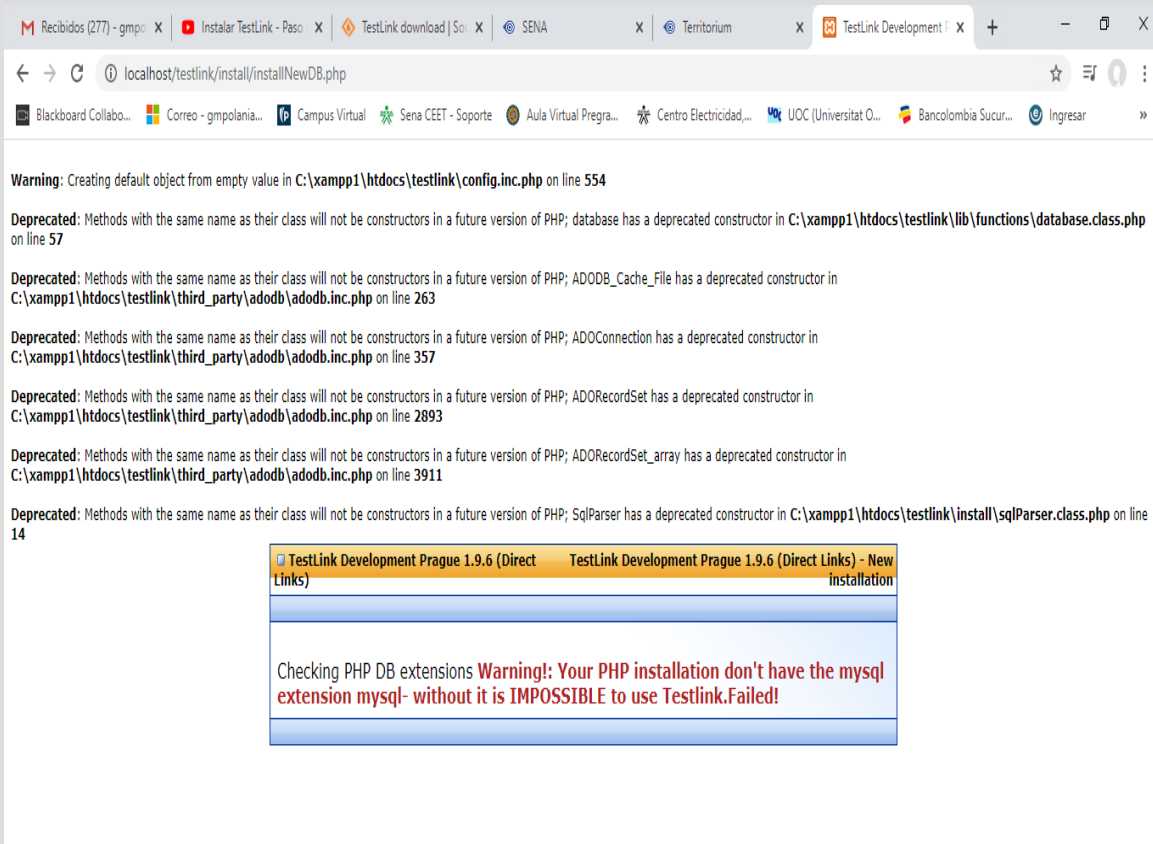 Recibidos (277) - gmpo
Instalar TestLink - Paso
TestLink download | Sou
SENA
Territorium
TestLink Development P
localhost/testlink/install/installNewDB.php
Blackboard Collabo...
Correo - gmpolania...
Campus Virtual
Sena CEET - Soporte
Aula Virtual Pregra...
Centro Electricidad,...
UOC (Universitat O...
Bancolombia Sucur...
Ingresar
»
Warning: Creating default object from empty value in C:\xampp1\htdocs\testlink\config.inc.php on line 554
Deprecated: Methods with the same name as their class will not be constructors in a future version of PHP; database has a deprecated constructor in C:\xampp1\htdocs\testlink\lib\functions\database.class.php
on line 57
Deprecated: Methods with the same name as their class will not be constructors in a future version of PHP; ADODB_Cache_File has a deprecated constructor in
C:\xampp1\htdocs\testlink\third_party\adodb\adodb.inc.php on line 263
Deprecated: Methods with the same name as their class will not be constructors in a future version of PHP; ADOConnection has a deprecated constructor in
C:\xampp1\htdocs\testlink\third_party\adodb\adodb.inc.php on line 357
Deprecated: Methods with the same name as their class will not be constructors in a future version of PHP; ADORecordSet has a deprecated constructor in
C:\xampp1\htdocs\testlink\third_party\adodb\adodb.inc.php on line 2893
Deprecated: Methods with the same name as their class will not be constructors in a future version of PHP; ADORecordSet_array has a deprecated constructor in
C:\xampp1\htdocs\testlink\third_party\adodb\adodb.inc.php on line 3911
Deprecated: Methods with the same name as their class will not be constructors in a future version of PHP; SqlParser has a deprecated constructor in C:\xampp1\htdocs\testlink\install\sqlParser.class.php on line
14
TestLink Development Prague 1.9.6 (Direct
Links)
TestLink Development Prague 1.9.6 (Direct Links) - New
installation
Checking PHP DB extensions Warning!: Your PHP installation don't have the mysql
extension mysql- without it is IMPOSSIBLE to use Testlink.Failed!